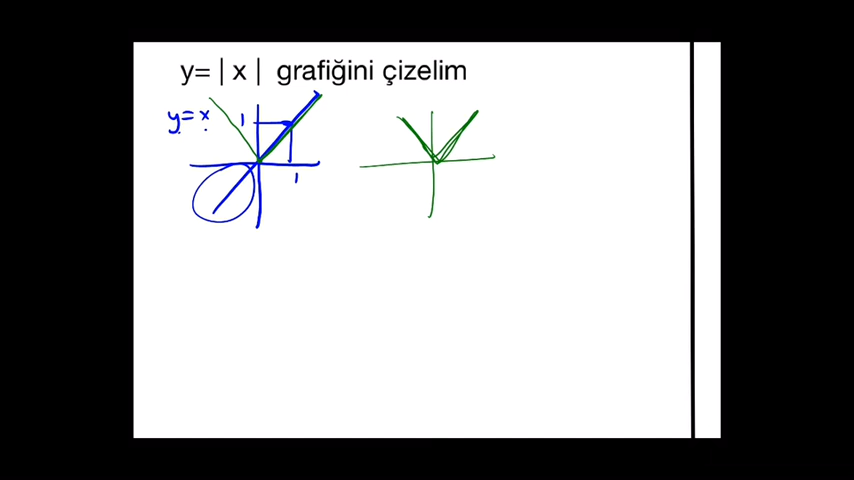 y= | x | grafiğini çizelim
y = x
1
1